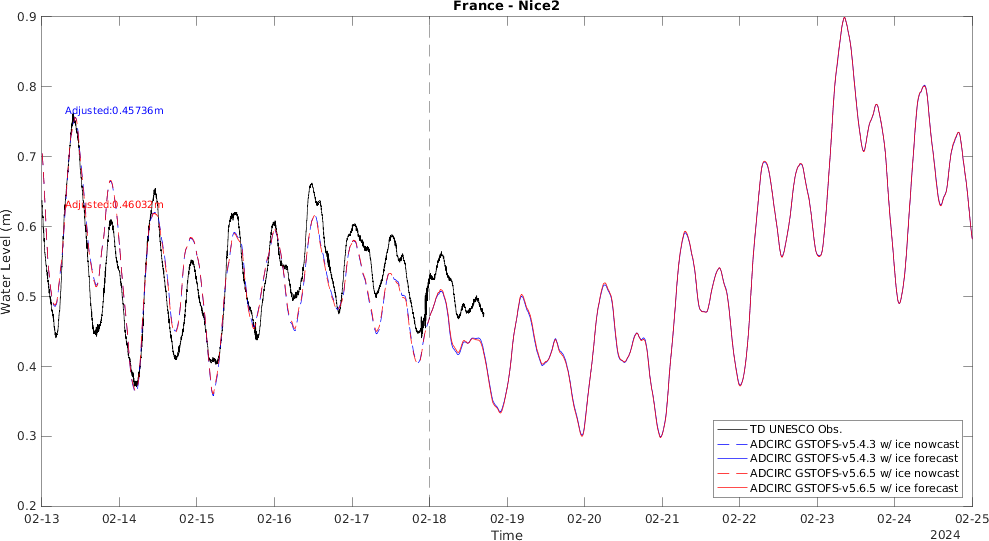 France - Nice2
0.9
0.8
0.7
0.6
0.5
0.4
0.3
0.2
Water Level (m)
Adjusted:0.45736m
Adjusted:0.46032m
TD UNESCO Obs.
ADCIRC GSTOFS-v5.4.3 w/ ice nowcast
ADCIRC GSTOFS-v5.4.3 w/ ice forecast
ADCIRC GSTOFS-v5.6.5 w/ ice nowcast
ADCIRC GSTOFS-v5.6.5 w/ ice forecast
02-13 02-14 02-15 02-16 02-17 02-18 02-19 02-20 02-21 02-22 02-23 02-24 02-25
Time
2024